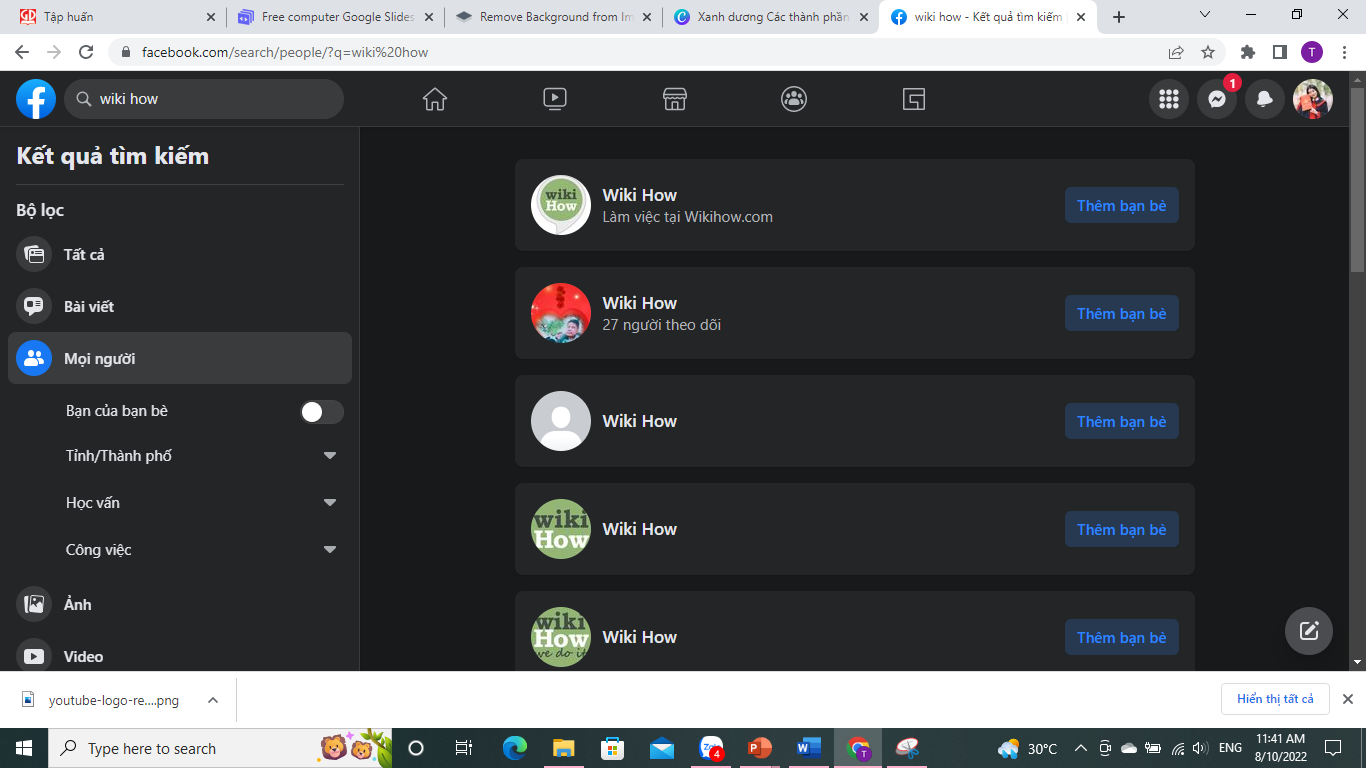 Tập huấn
Free computer Google Slides
Remove Background from Im
Xanh dương Các thành phần
wiki how - Kết quả tìm kiếm
facebook.com/search/people/?q=wiki%20how
T
wiki how
1
Kết quả tìm kiếm
Bộ lọc
Tất cả
Bài viết
Mọi người
Bạn của bạn bè
Tỉnh/Thành phố
Học vấn
Công việc
Ảnh
Video
wiki
How
Wiki How
Làm việc tại Wikihow.com
Thêm bạn bè
Wiki How
27 người theo dõi
Thêm bạn bè
Wiki How
Thêm bạn bè
wiki
How
Wiki How
Thêm bạn bè
wiki
How
we do it
Wiki How
Thêm bạn bè
youtube-logo-re....png
Hiển thị tất cả
Type here to search
4
T
30°C
ENG
11:41 AM
8/10/2022